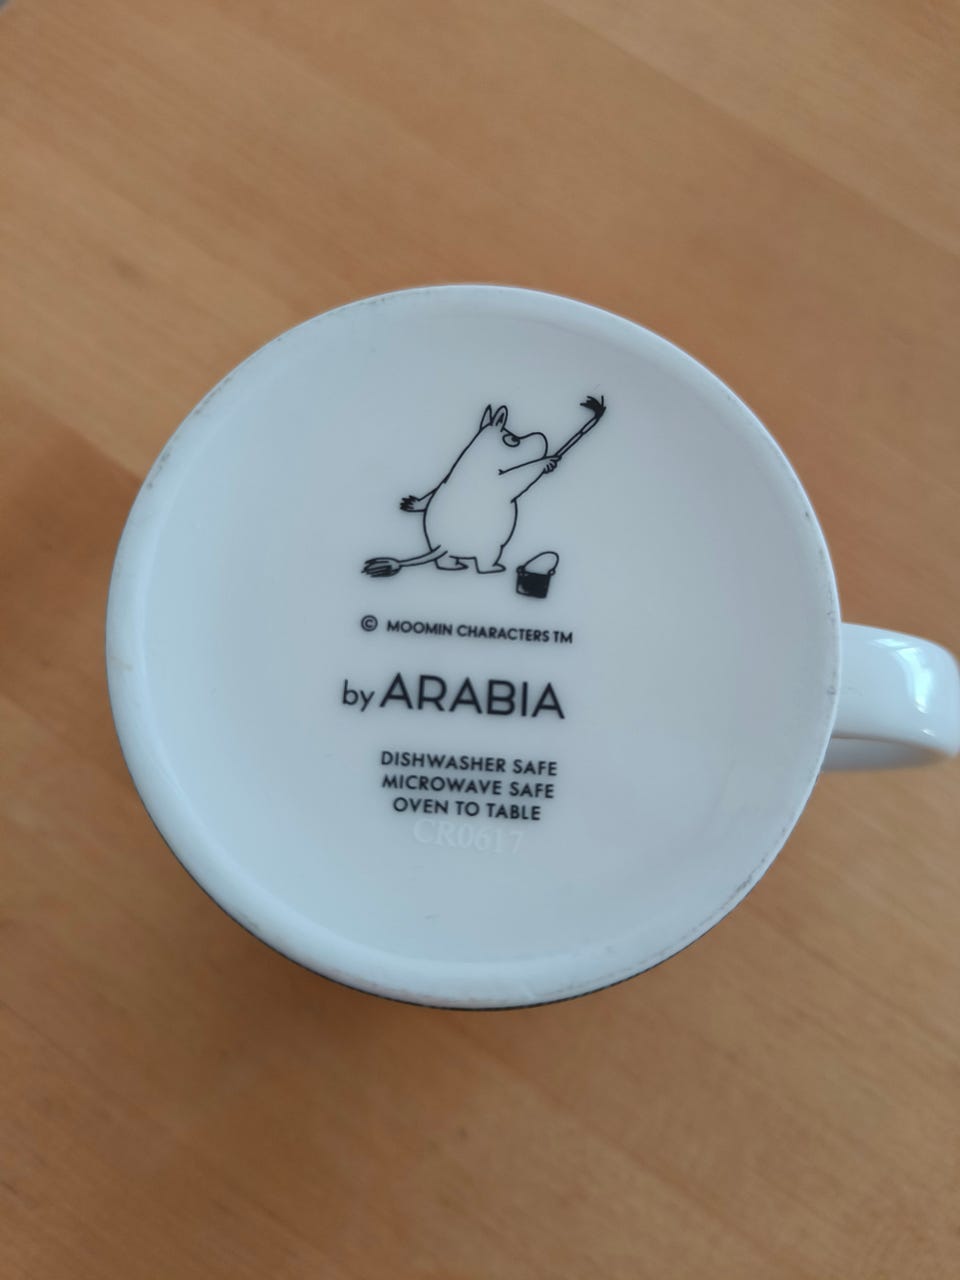 © MOOMIN CHARACTERS TM
by ARABIA
DISHWASHER SAFE
MICROWAVE SAFE
OVEN TO TABLE
CR0617